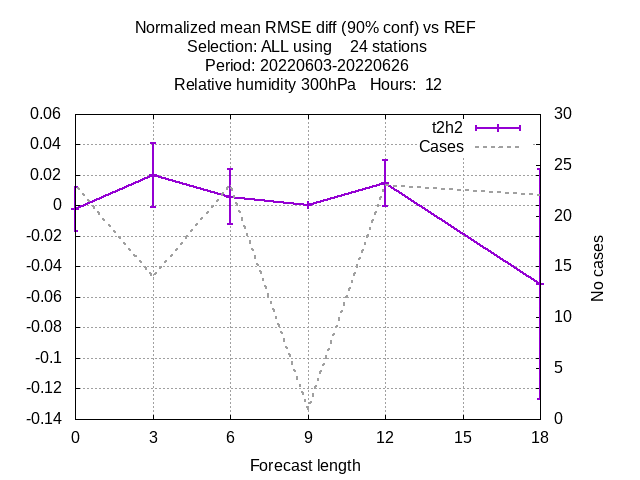 Normalized mean RMSE diff (90% conf) vs REF
Selection: ALL using    24 stations
Period: 20220603-20220626
Relative humidity 300hPa   Hours:  12
t2h2
Cases
0.06
0.04
0.02
0
-0.02
-0.04
-0.06
-0.08
-0.1
-0.12
-0.14
30
25
20
15
10
5
0
No cases
0 3 6 9 12 15 18
Forecast length